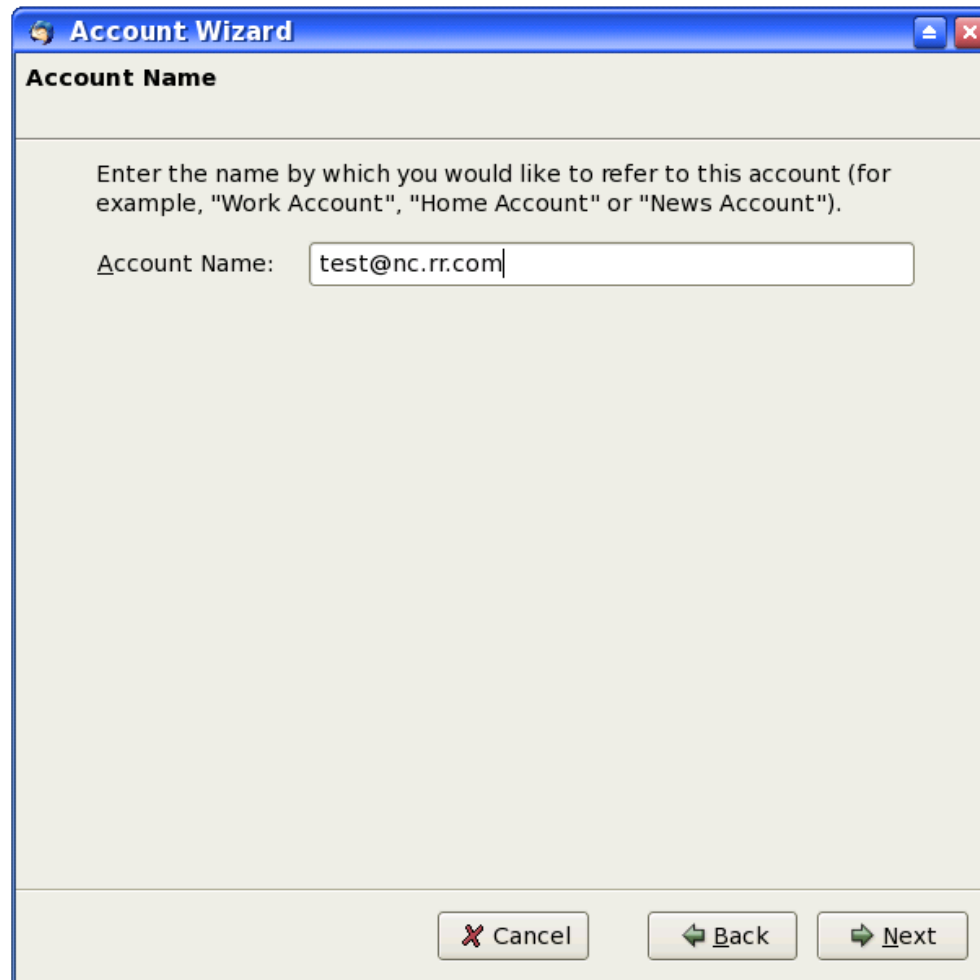 Account Wizard
Account Name
Enter the name by which you would like to refer to this account (for
example, "Work Account", "Home Account" or "News Account").
Account Name: test@nc.rr.com
Cancel Back Next